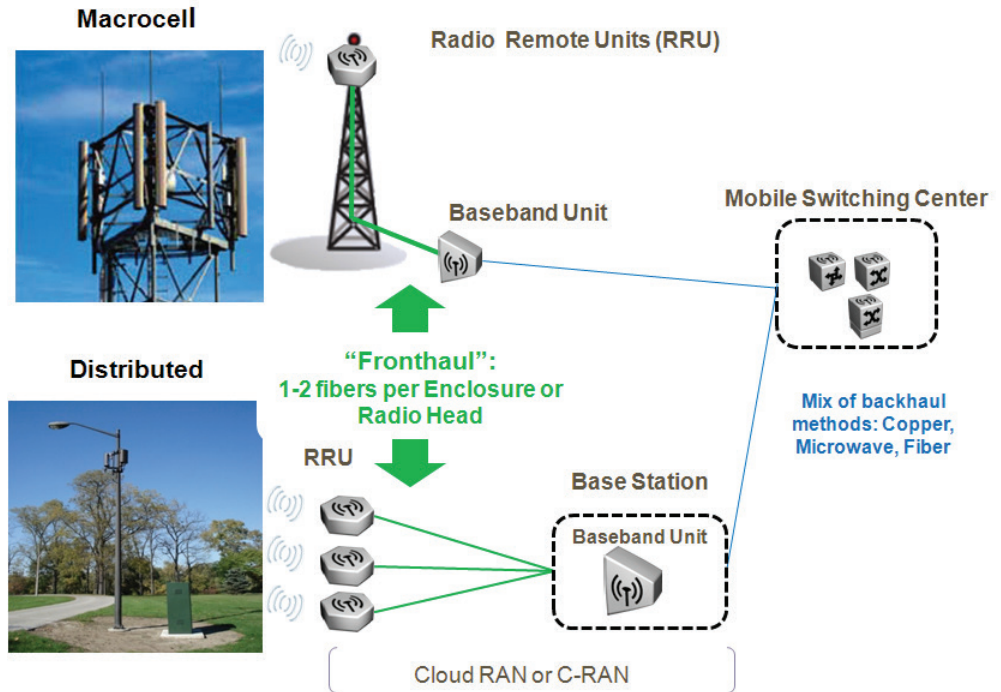 Macrocell
Radio Remote Units (RRU)
Baseband Unit
Mobile Switching Center
“Fronthaul”:
1-2 fibers per Enclosure or
Radio Head
Distributed
Mix of backhaul
methods: Copper,
Microwave, Fiber
RRU
Base Station
Baseband Unit
Cloud RAN or C-RAN